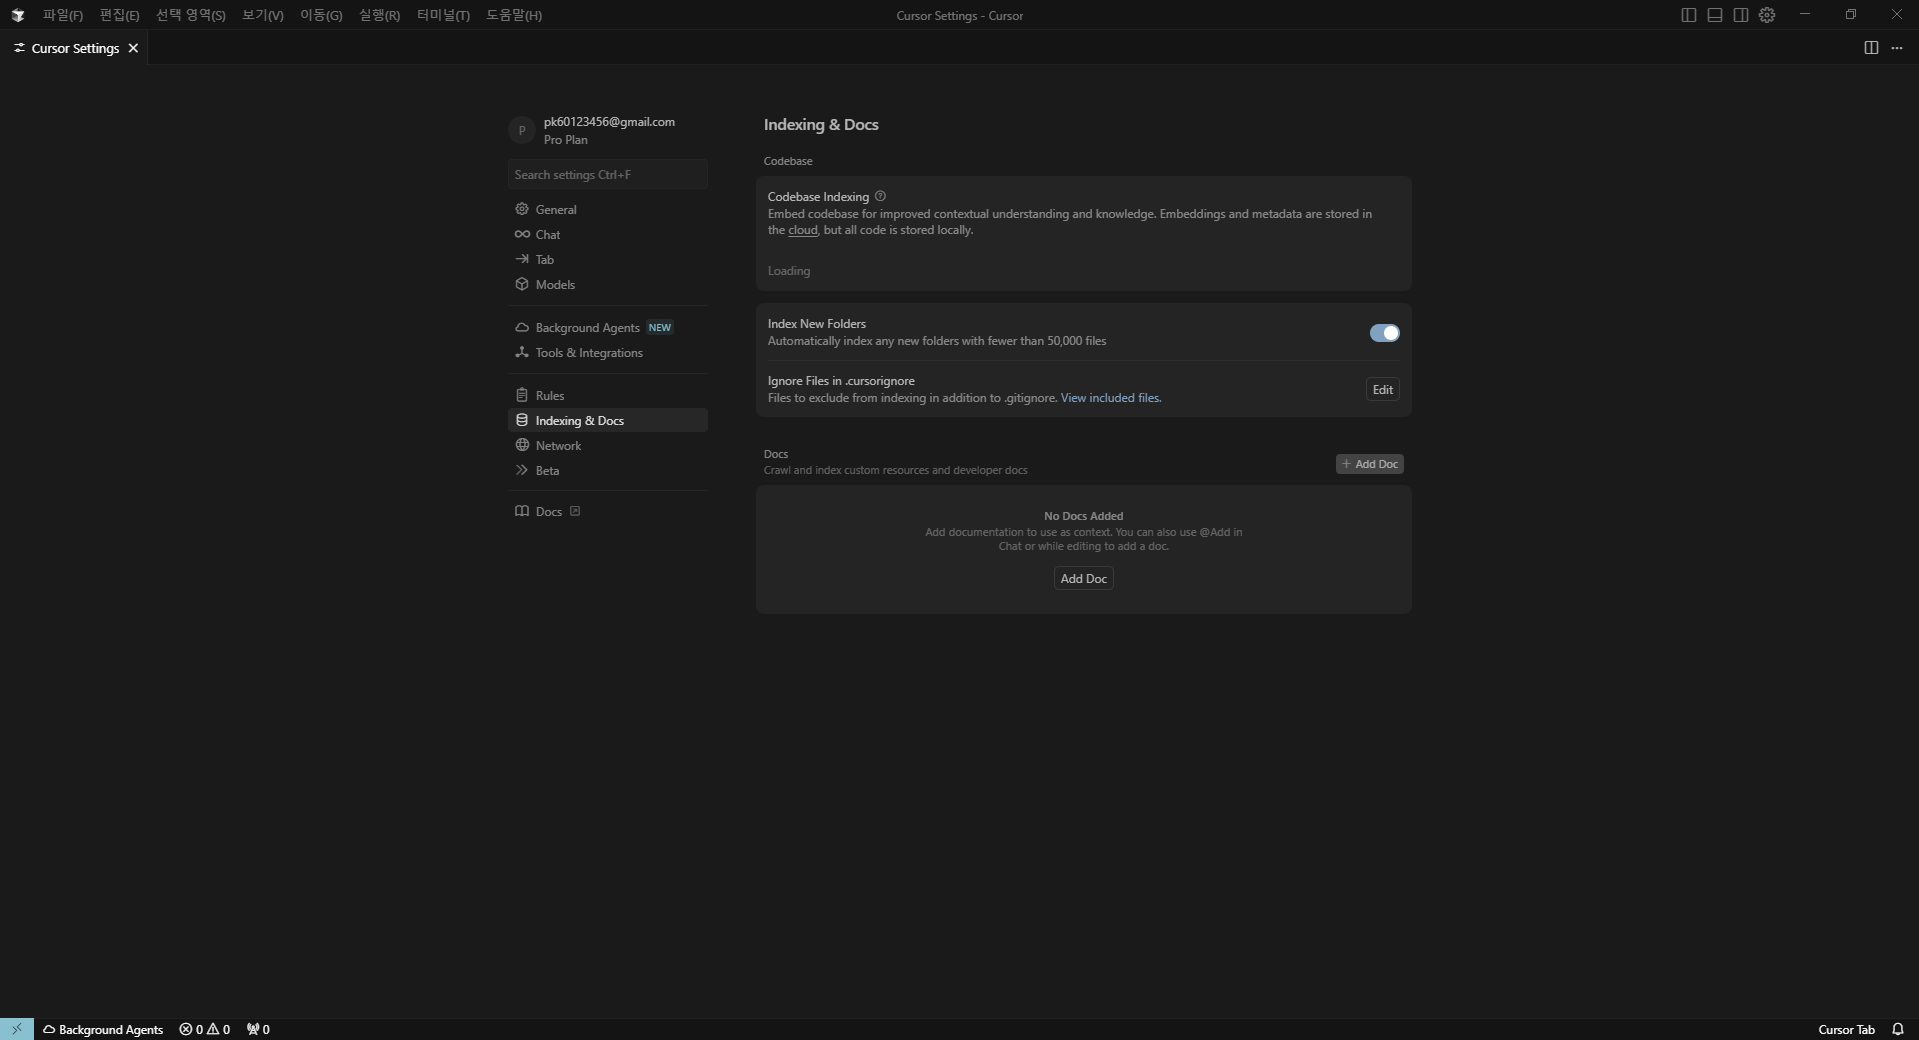 파일(F) 편집(E) 선택 영역(S) 보기(V) 이동(G) 실행(R) 터미널(T) 도움말(H)
Cursor Settings - Cursor
Cursor Settings
P
pk60123456@gmail.com
Pro Plan
Search settings Ctrl+F
General
Chat
Tab
Models
Background Agents NEW
Tools & Integrations
Rules
Indexing & Docs
Network
Beta
Docs
Indexing & Docs
Codebase
Codebase Indexing
Embed codebase for improved contextual understanding and knowledge. Embeddings and metadata are stored in
the cloud, but all code is stored locally.
Loading
Index New Folders
Automatically index any new folders with fewer than 50,000 files
Ignore Files in .cursorignore
Files to exclude from indexing in addition to .gitignore. View included files.
Edit
Docs
Crawl and index custom resources and developer docs
+ Add Doc
No Docs Added
Add documentation to use as context. You can also use @Add in
Chat or while editing to add a doc.
Add Doc
Background Agents 0 0 0
Cursor Tab